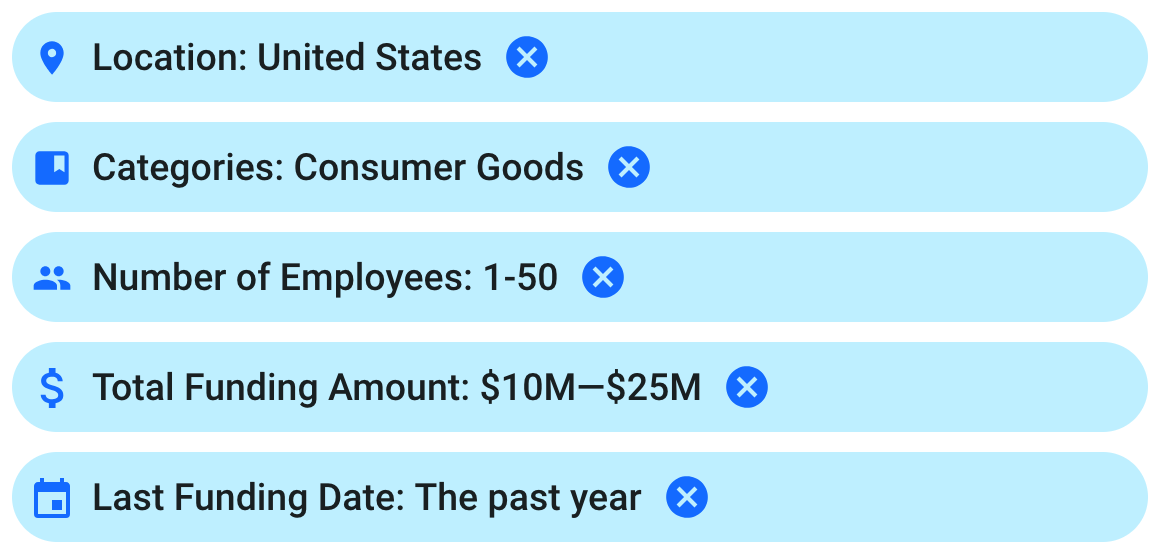 Location: United States
Categories: Consumer Goods
Number of Employees: 1-50
Total Funding Amount: $10M—$25M
Last Funding Date: The past year